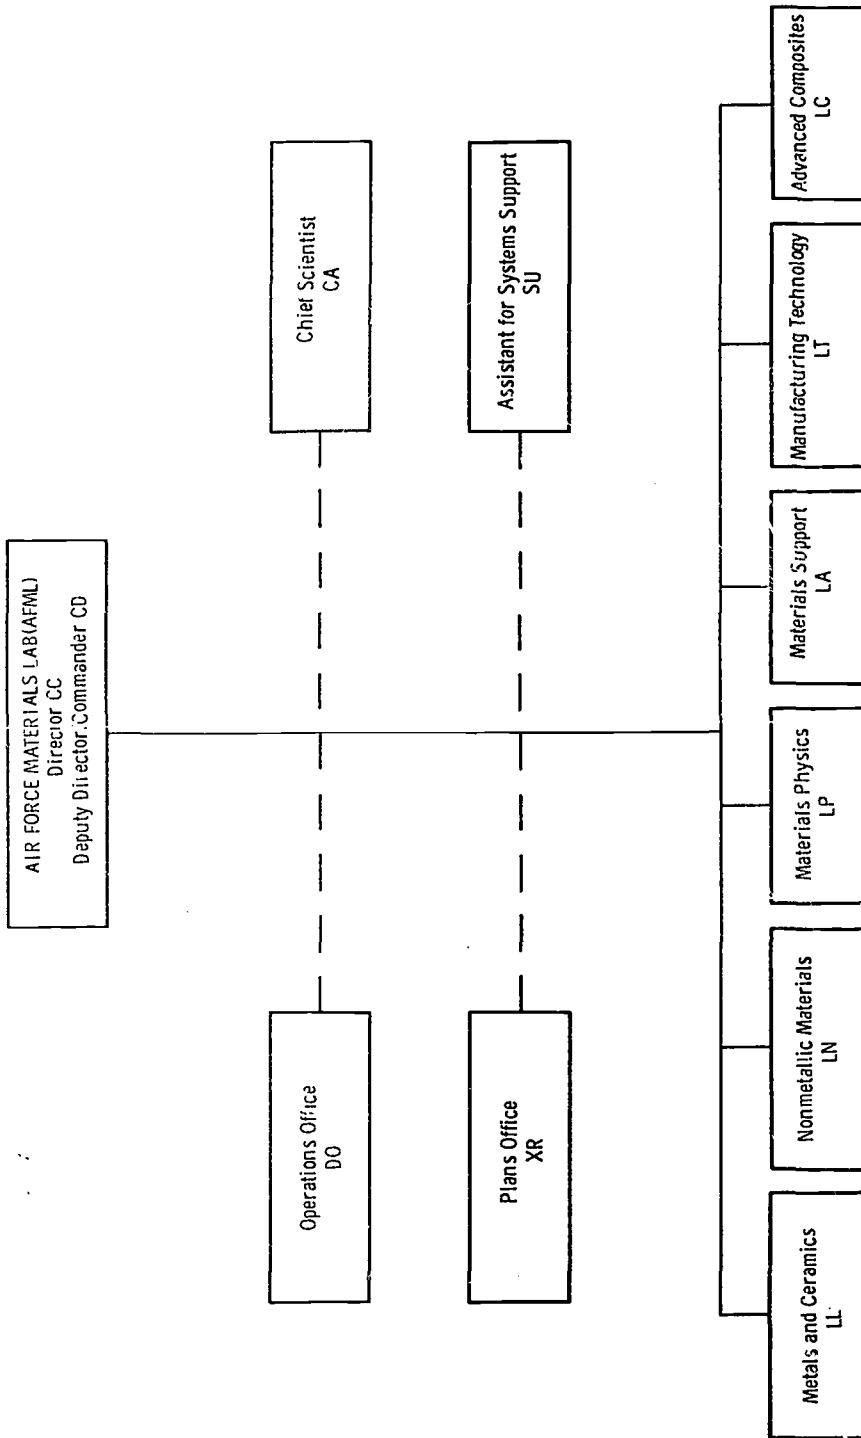 AIR FORCE MATERIALS LAB(AFML)
Director CC
Deputy Director/Commander CD
Operations Office
DO
Chief Scientist
CA
Plans Office
XR
Assistant for Systems Support
SU
Metals and Ceramics
LL
Nonmetallic Materials
LN
Materials Physics
LP
Materials Support
LA
Manufacturing Technology
LT
Advanced Composites
LC